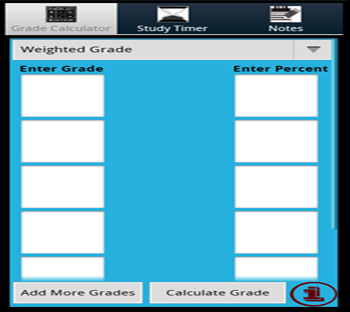 Grade Calculator Study Timer Notes
Weighted Grade
Enter Grade Enter Percent
Add More Grades Calculate Grade i